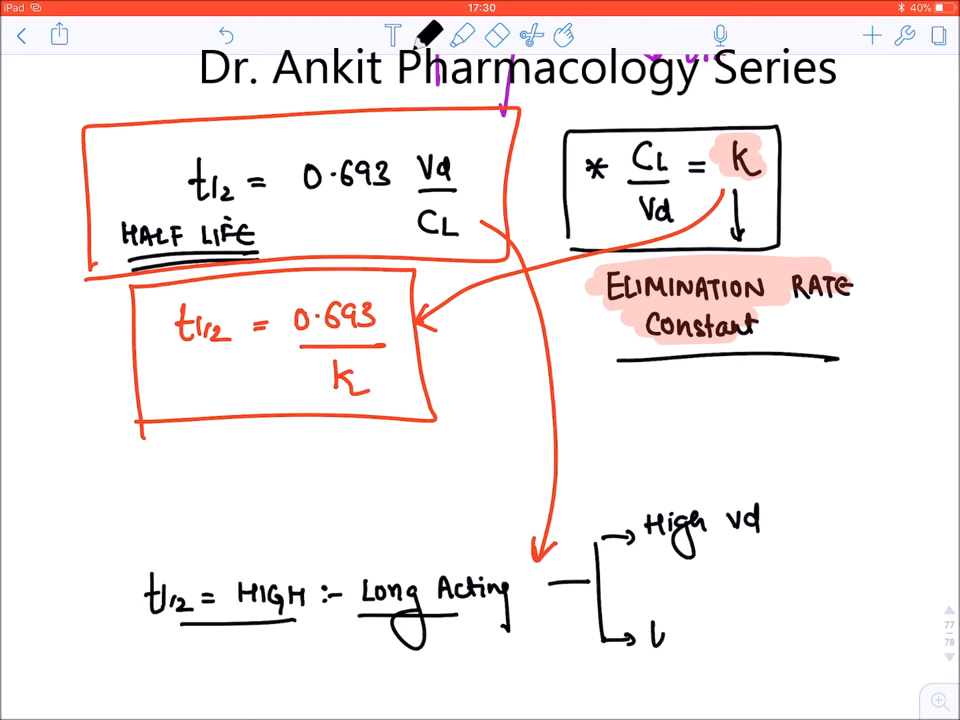 iPad 17:30 40%
Dr. Ankit Pharmacology Series
t1/2 = 0.693 Vd
CL
HALF LIFE
* CL = K
Vd
ELIMINATION RATE
Constant
t1/2 = 0.693
K
High Vd
t1/2 = HIGH :- Long Acting
L
77
78